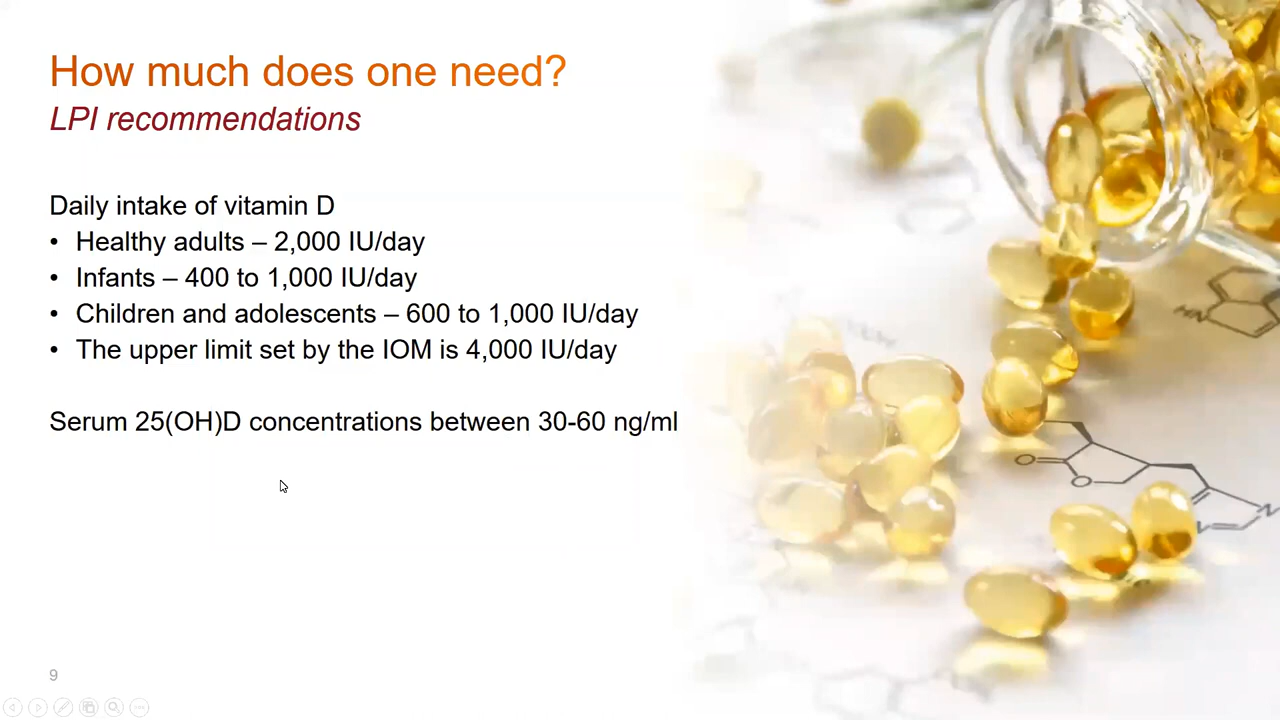 How much does one need?
LPI recommendations
Daily intake of vitamin D
• Healthy adults – 2,000 IU/day
• Infants – 400 to 1,000 IU/day
• Children and adolescents – 600 to 1,000 IU/day
• The upper limit set by the IOM is 4,000 IU/day
Serum 25(OH)D concentrations between 30-60 ng/ml
HN
O
O
N
N
9